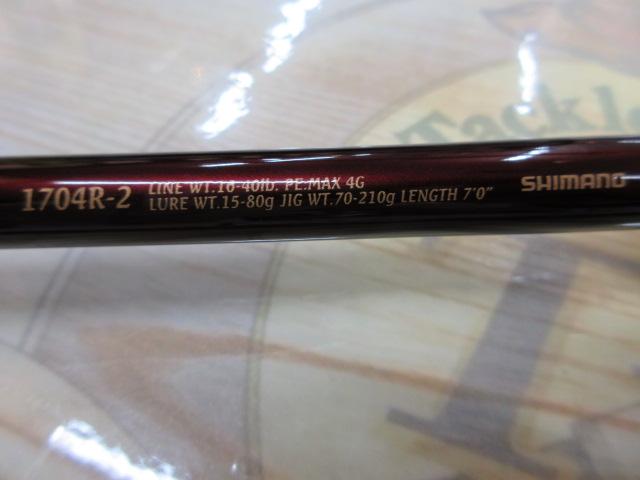 1704R-2
LINE WT.16-40lb. PE:MAX 4G
LURE WT.15-80g JIG WT.70-210g LENGTH 7'0"
SHIMANO
Tackle